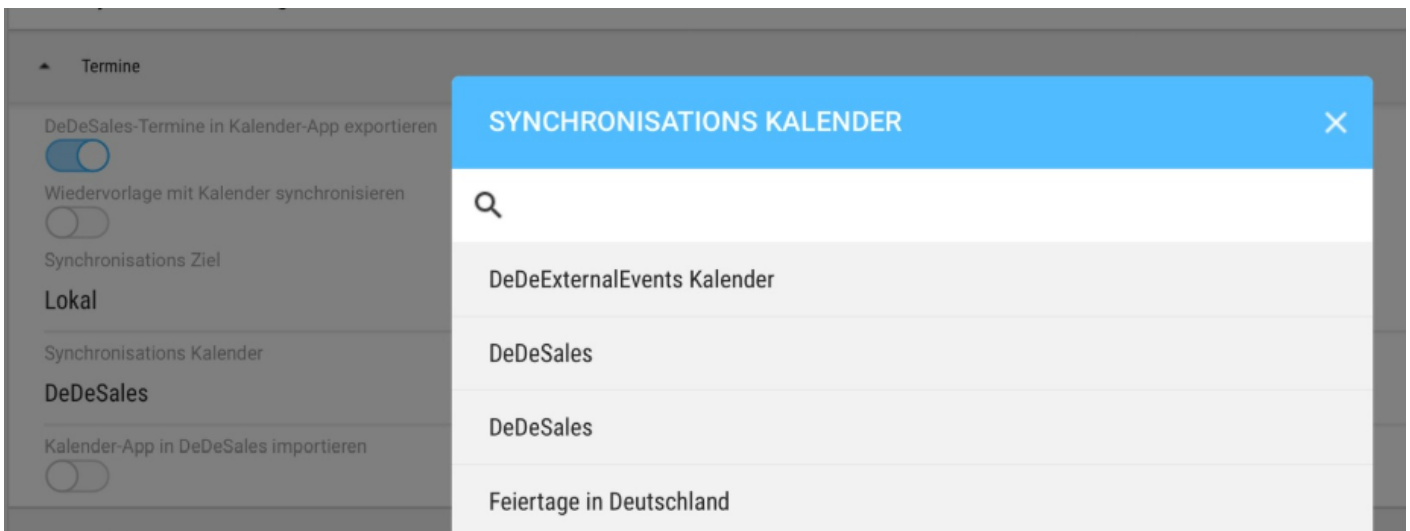 Termine
DeDeSales-Termine in Kalender-App exportieren
Wiedervorlage mit Kalender synchronisieren
Synchronisations Ziel
Lokal
Synchronisations Kalender
DeDeSales
Kalender-App in DeDeSales importieren
SYNCHRONISATIONS KALENDER
DeDeExternalEvents Kalender
DeDeSales
DeDeSales
Feiertage in Deutschland